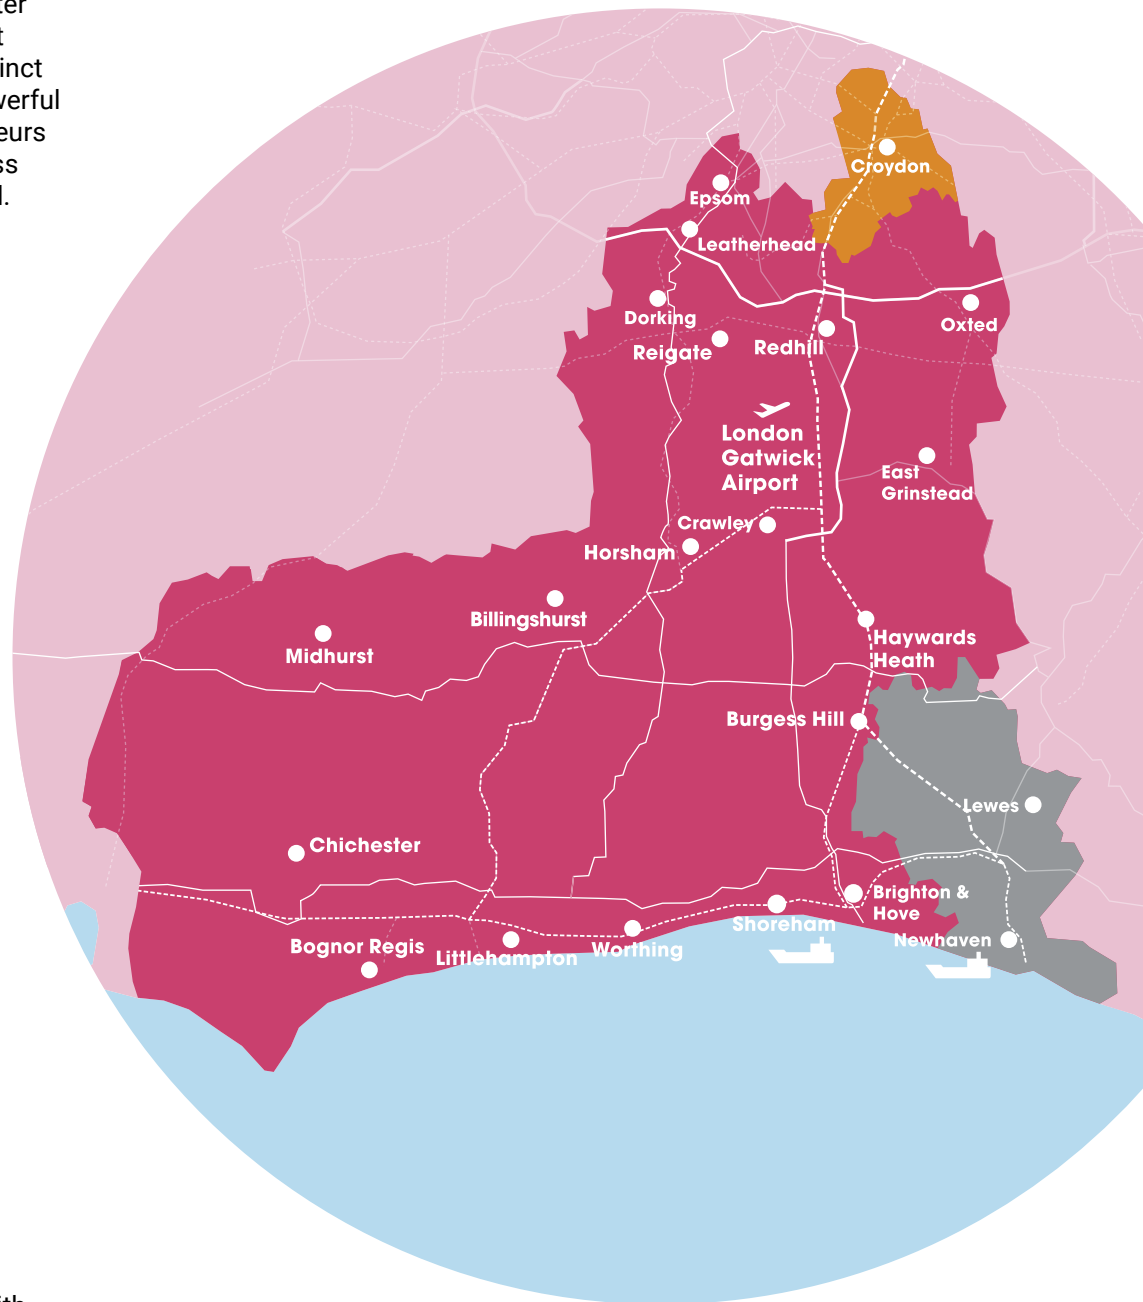 werful
Croydon
Epsom
Leatherhead
Dorking
Oxted
Reigate
Redhill
London
Gatwick
Airport
East
Grinstead
Crawley
Horsham
Billingshurst
Midhurst
Haywards
Heath
Burgess Hill
Lewes
Chichester
Brighton &
Hove
Shoreham
Newhaven
Bognor Regis
Worthing
Littlehampton